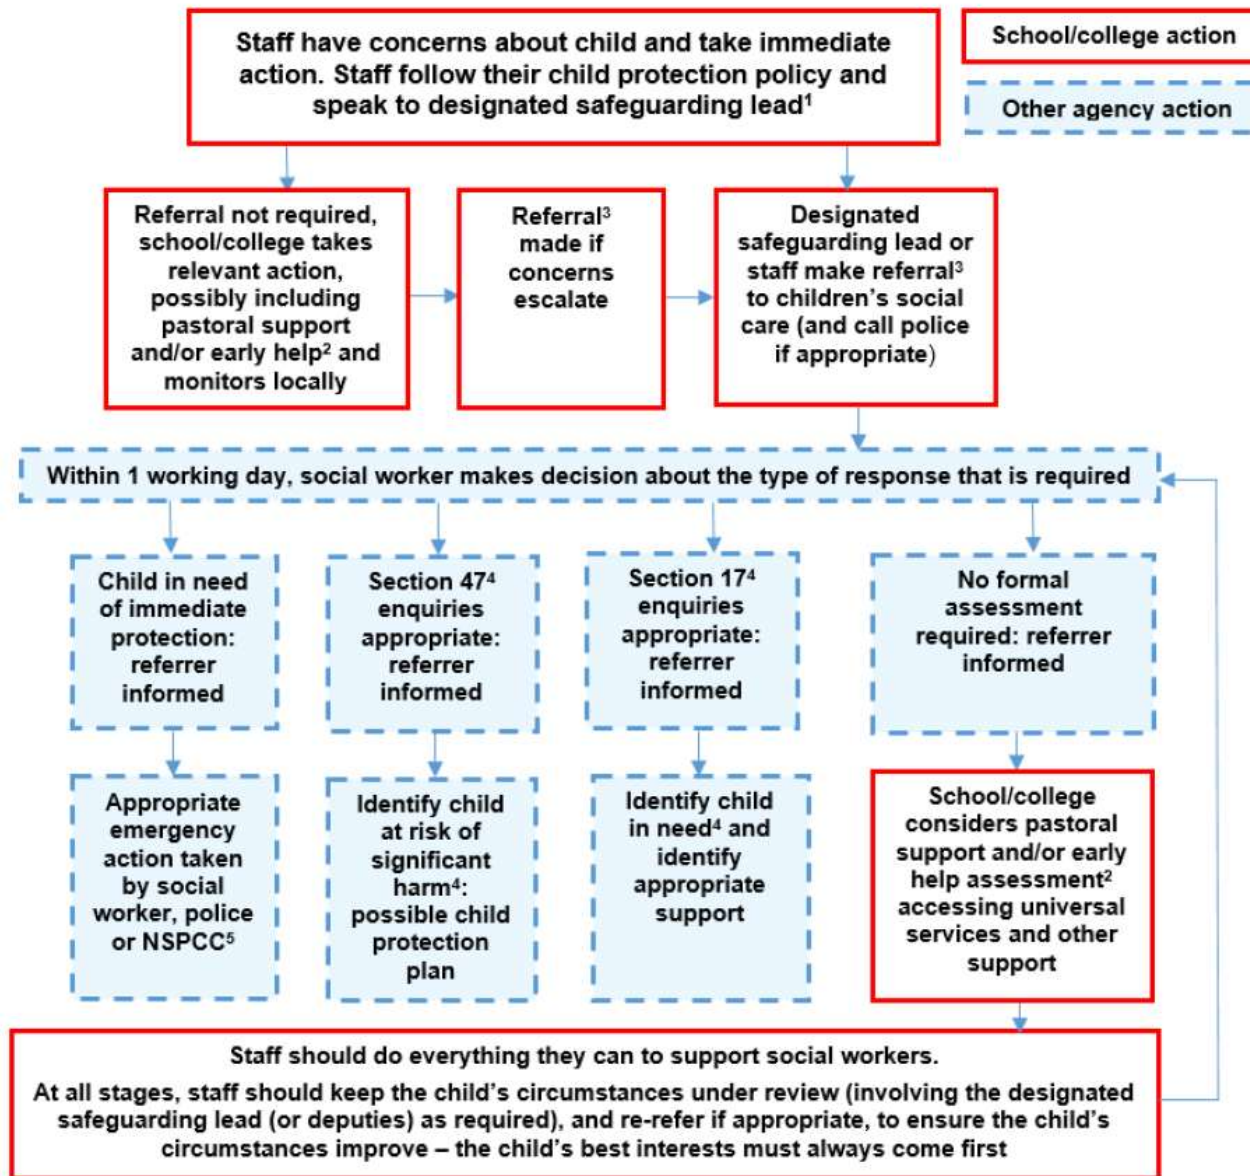 Staff have concerns about child and take immediate
action. Staff follow their child protection policy and
speak to designated safeguarding lead¹
School/college action
Other agency action
Referral not required,
school/college takes
relevant action,
possibly including
pastoral support
and/or early help² and
monitors locally
Referral³
made if
concerns
escalate
Designated
safeguarding lead or
staff make referral³
to children’s social
care (and call police
if appropriate)
Within 1 working day, social worker makes decision about the type of response that is required
Child in need
of immediate
protection:
referrer
informed
Section 47⁴
enquiries
appropriate:
referrer
informed
Section 17⁴
enquiries
appropriate:
referrer
informed
No formal
assessment
required: referrer
informed
Appropriate
emergency
action taken
by social
worker, police
or NSPCC⁵
Identify child
at risk of
significant
harm⁴:
possible child
protection
plan
Identify child
in need⁴ and
identify
appropriate
support
School/college
considers pastoral
support and/or early
help assessment²
accessing universal
services and other
support
Staff should do everything they can to support social workers.
At all stages, staff should keep the child’s circumstances under review (involving the designated
safeguarding lead (or deputies) as required), and re-refer if appropriate, to ensure the child’s
circumstances improve – the child’s best interests must always come first